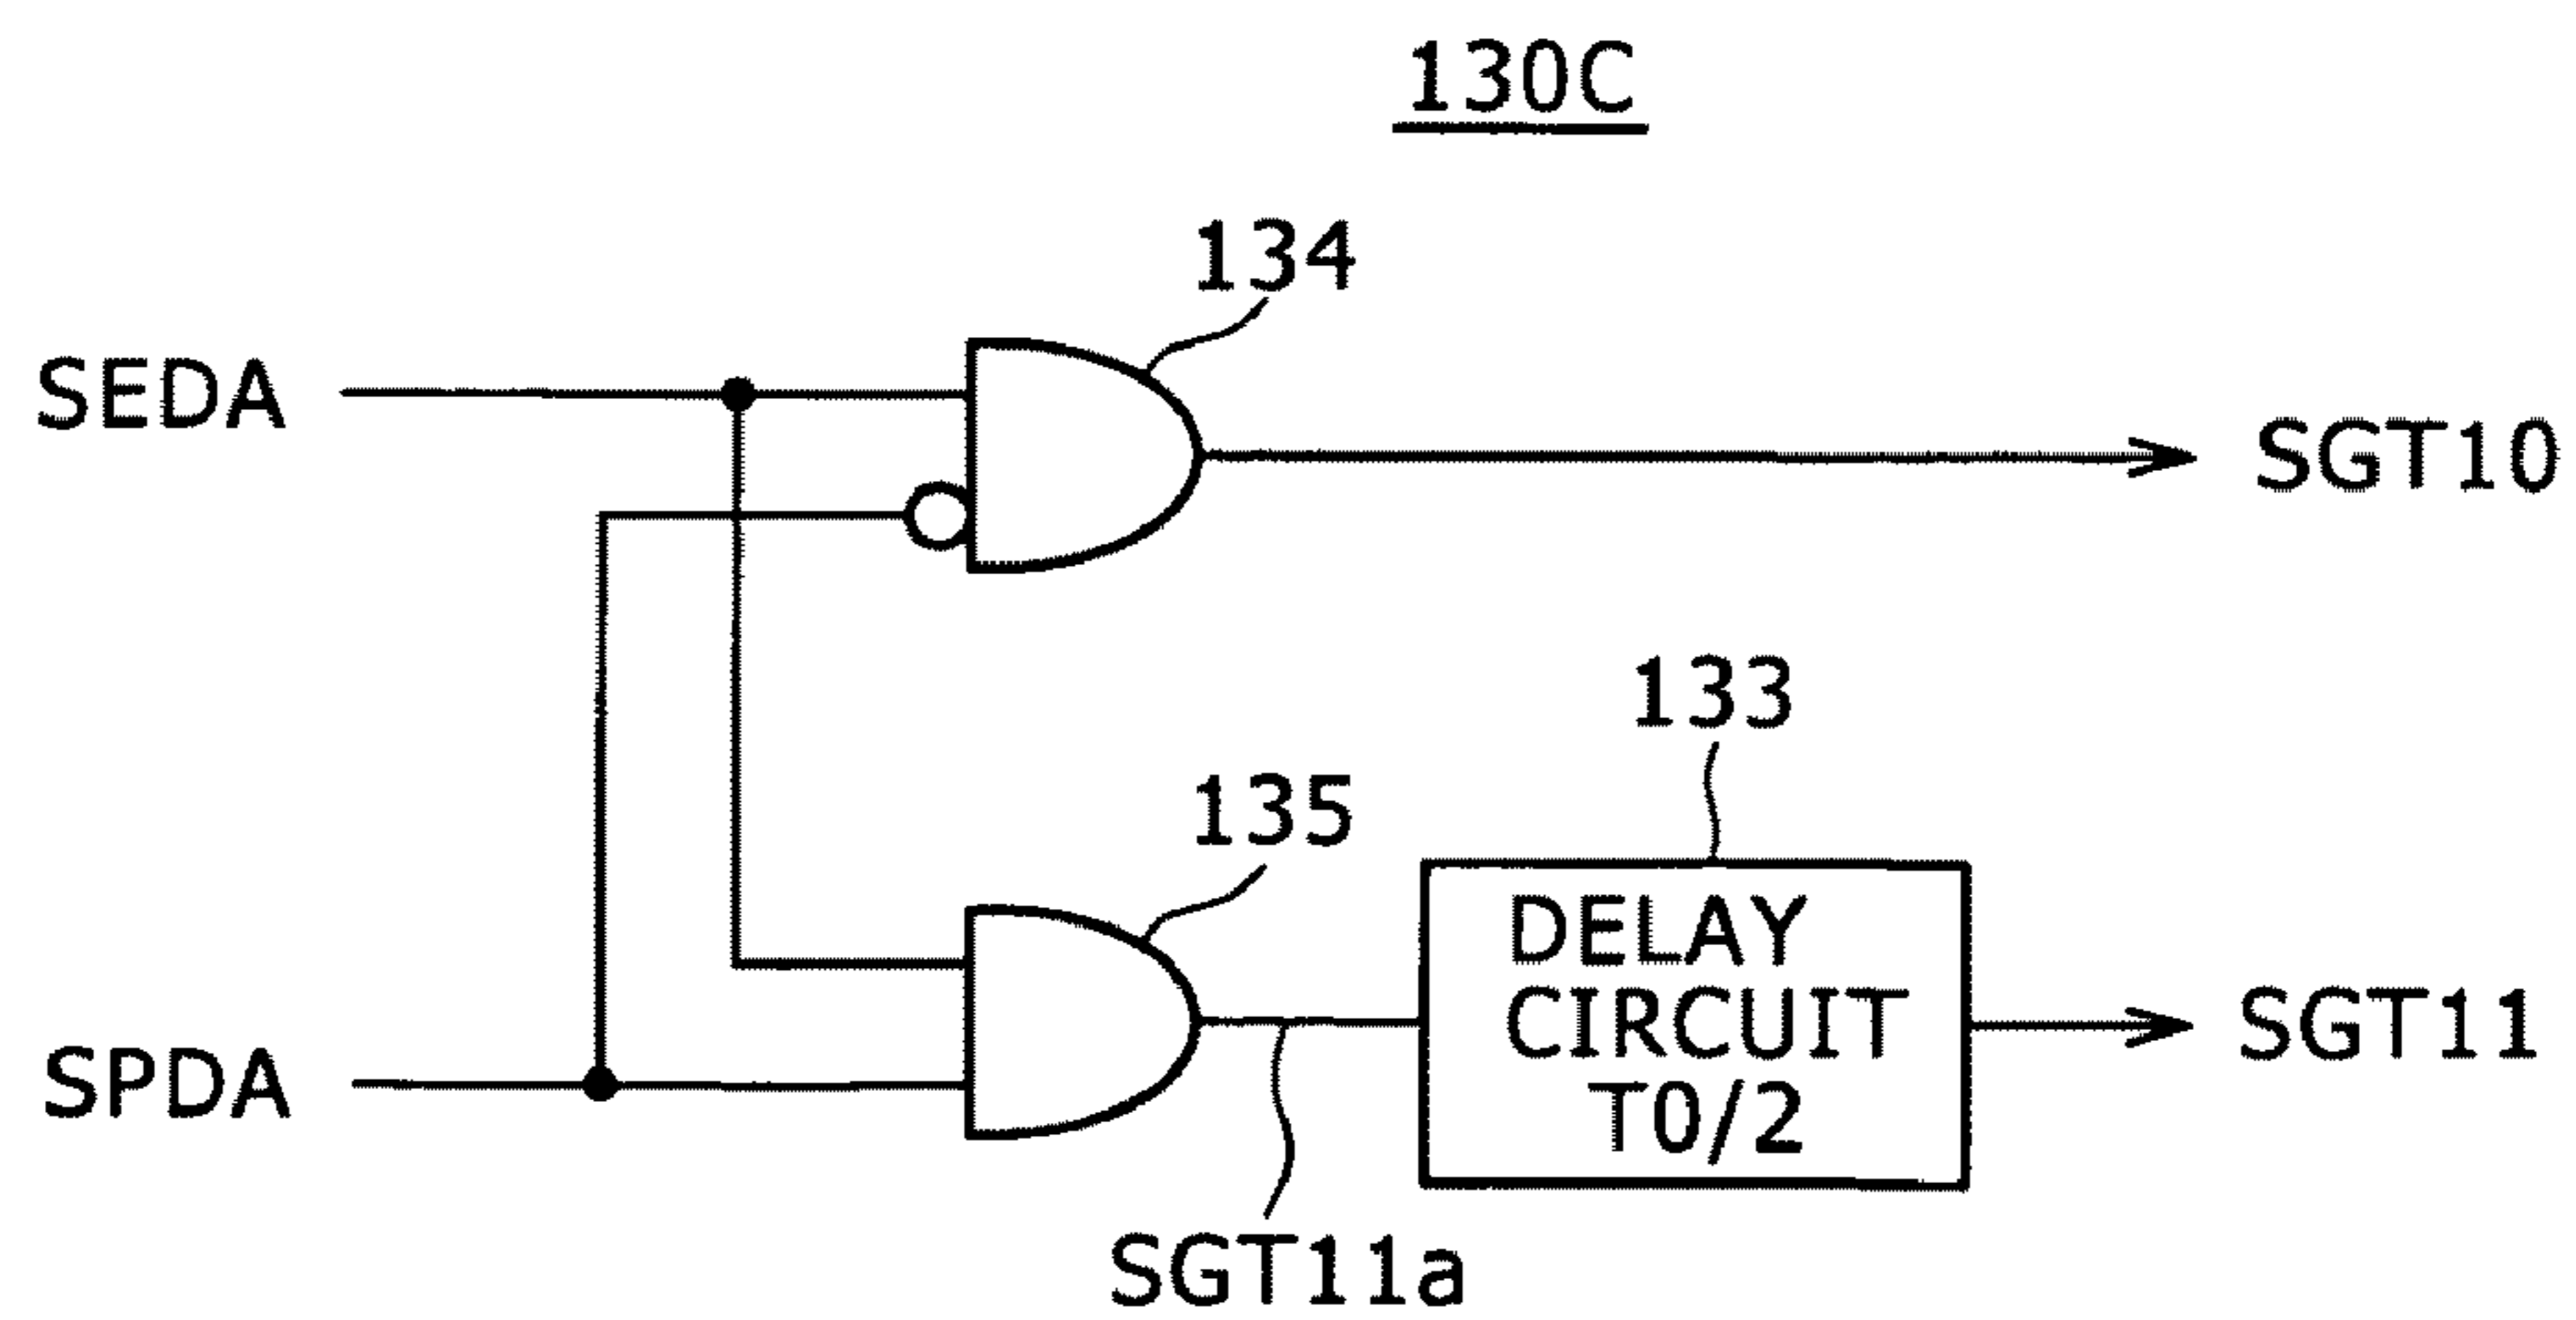 130C
134
SEDA
SGT10
133
135
DELAY
CIRCUIT
T0/2
SGT11
SPDA
SGT11a